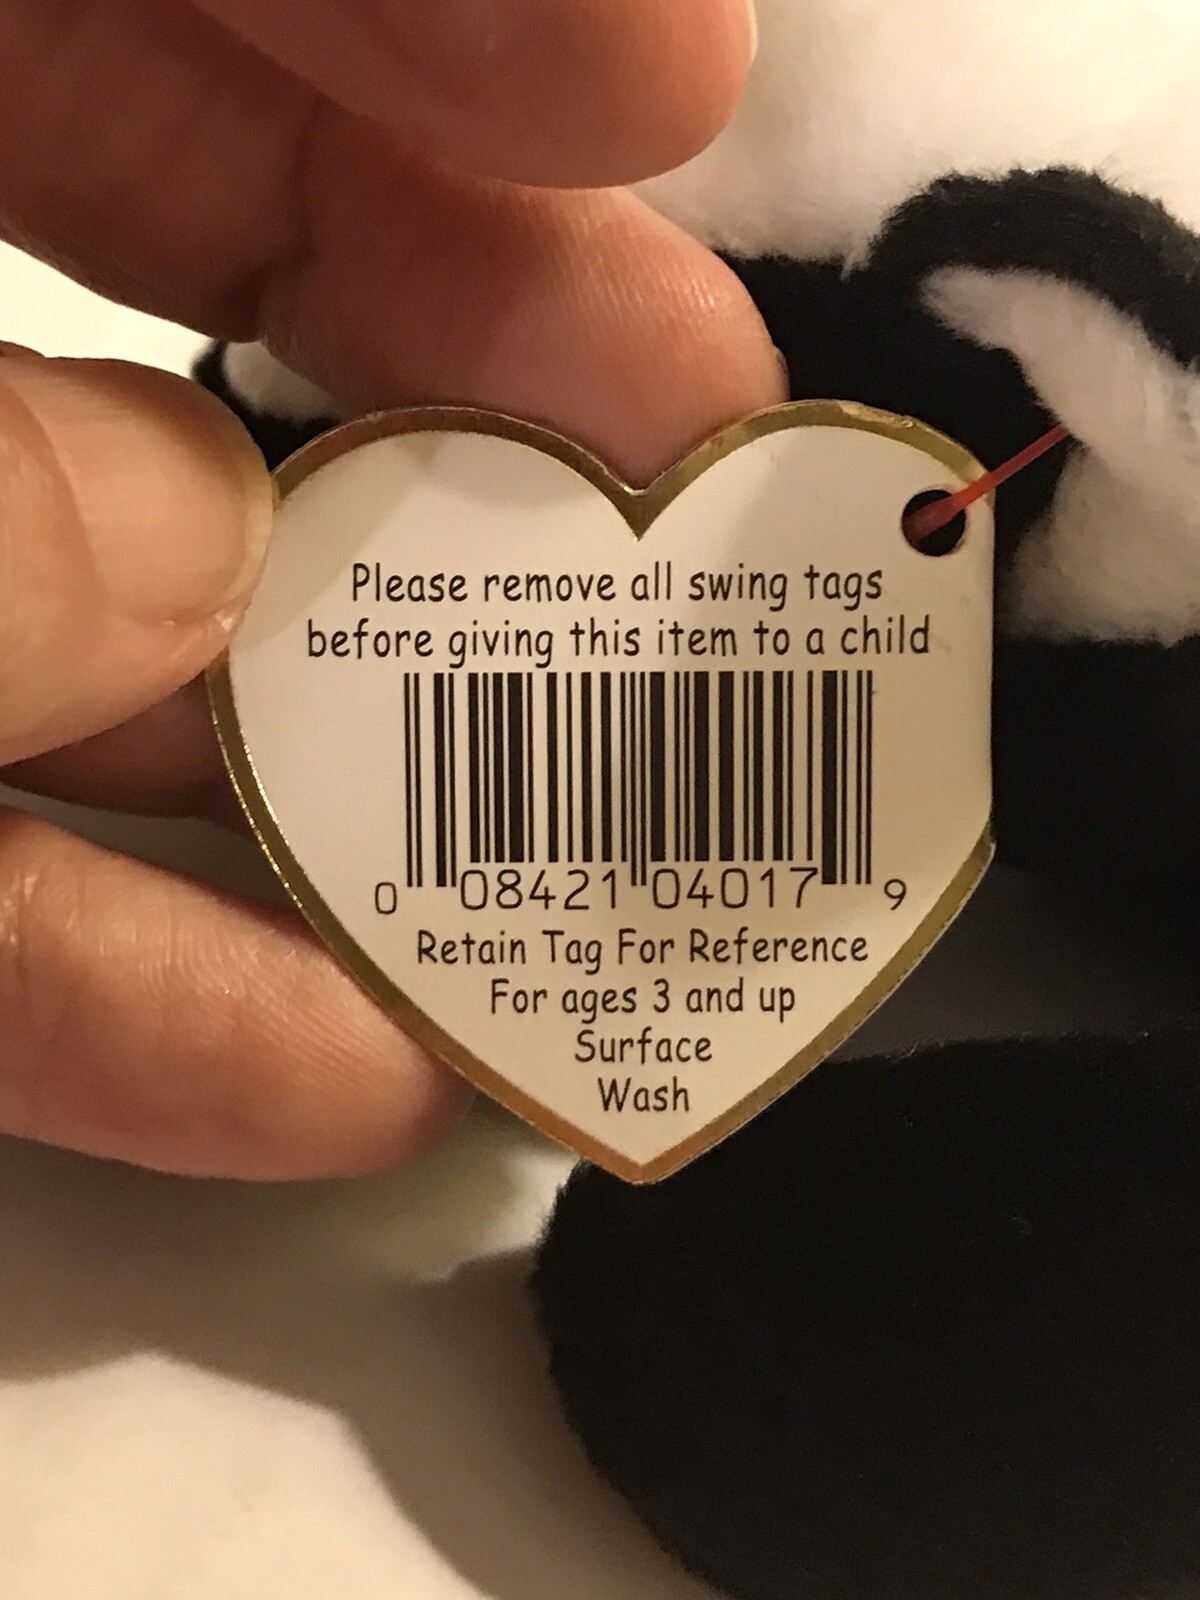 Please remove all swing tags
before giving this item to a child
0 08421 04017 9
Retain Tag For Reference
For ages 3 and up
Surface
Wash